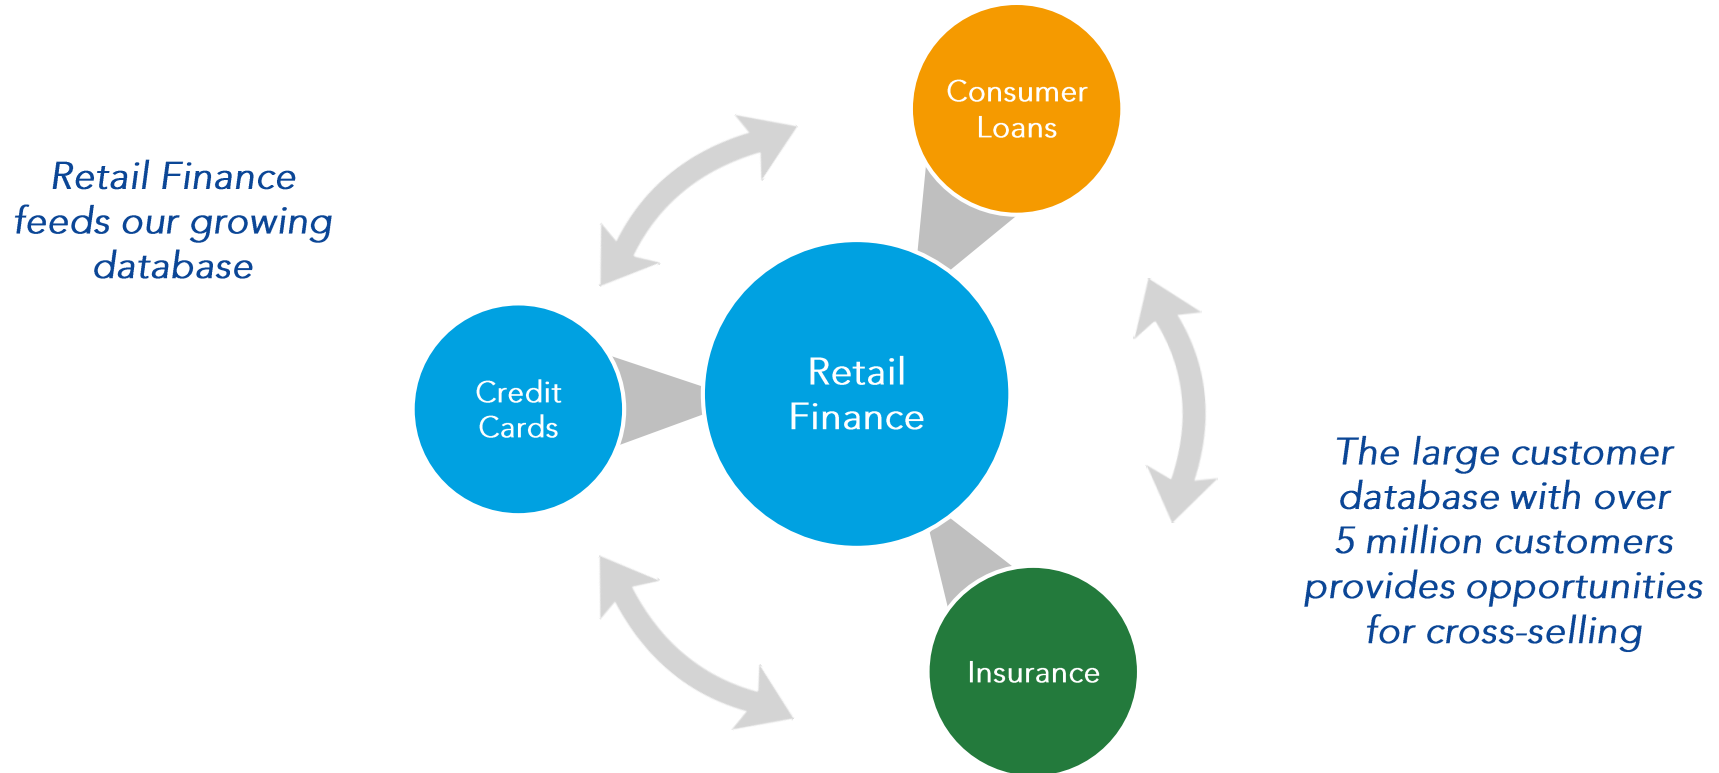 Retail Finance
feeds our growing
database
Consumer
Loans
Credit
Cards
Retail
Finance
Insurance
The large customer
database with over
5 million customers
provides opportunities
for cross-selling